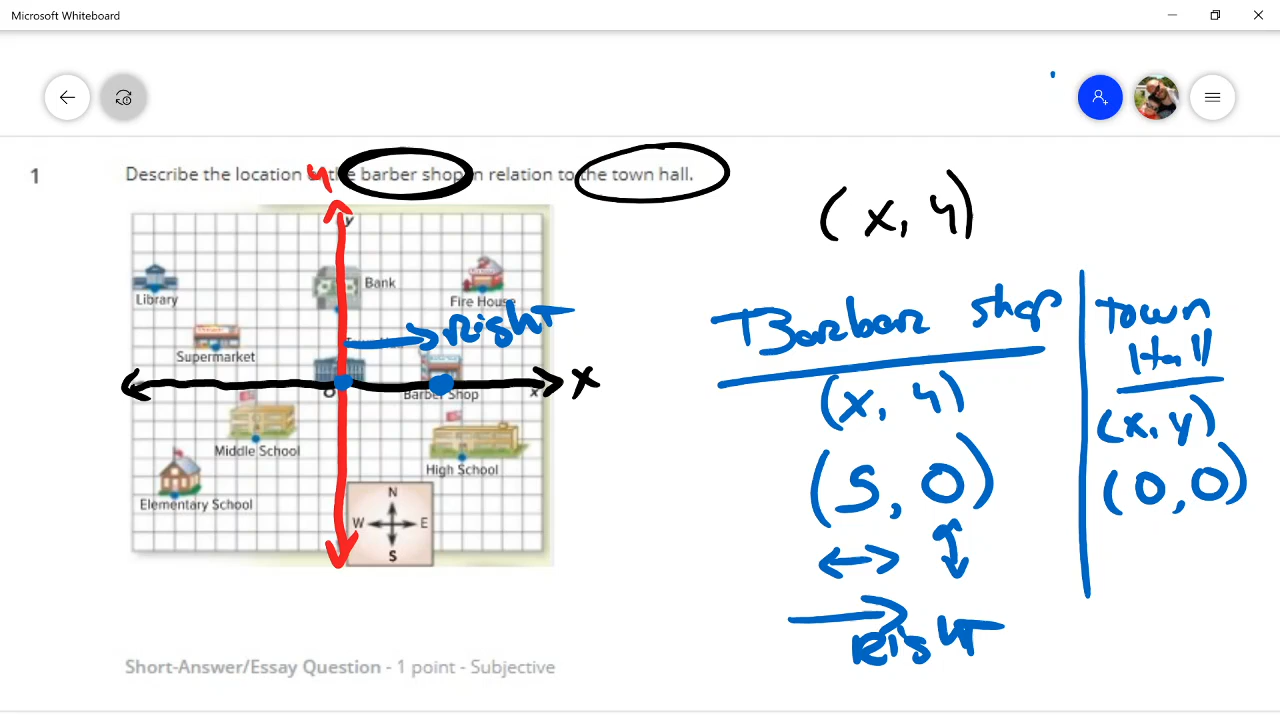 Microsoft Whiteboard
1
Describe the location the barber shop in relation to the town hall.
y
(x, y)
y
Bank
Library
Fire House
Right
Supermarket
Barber Shop
x
x
O
Middle School
High School
Elementary School
N
W E
S
Barber shop
Town
Hall
(x, y)
(x, y)
(5, 0)
(0, 0)
Right
Short-Answer/Essay Question - 1 point - Subjective